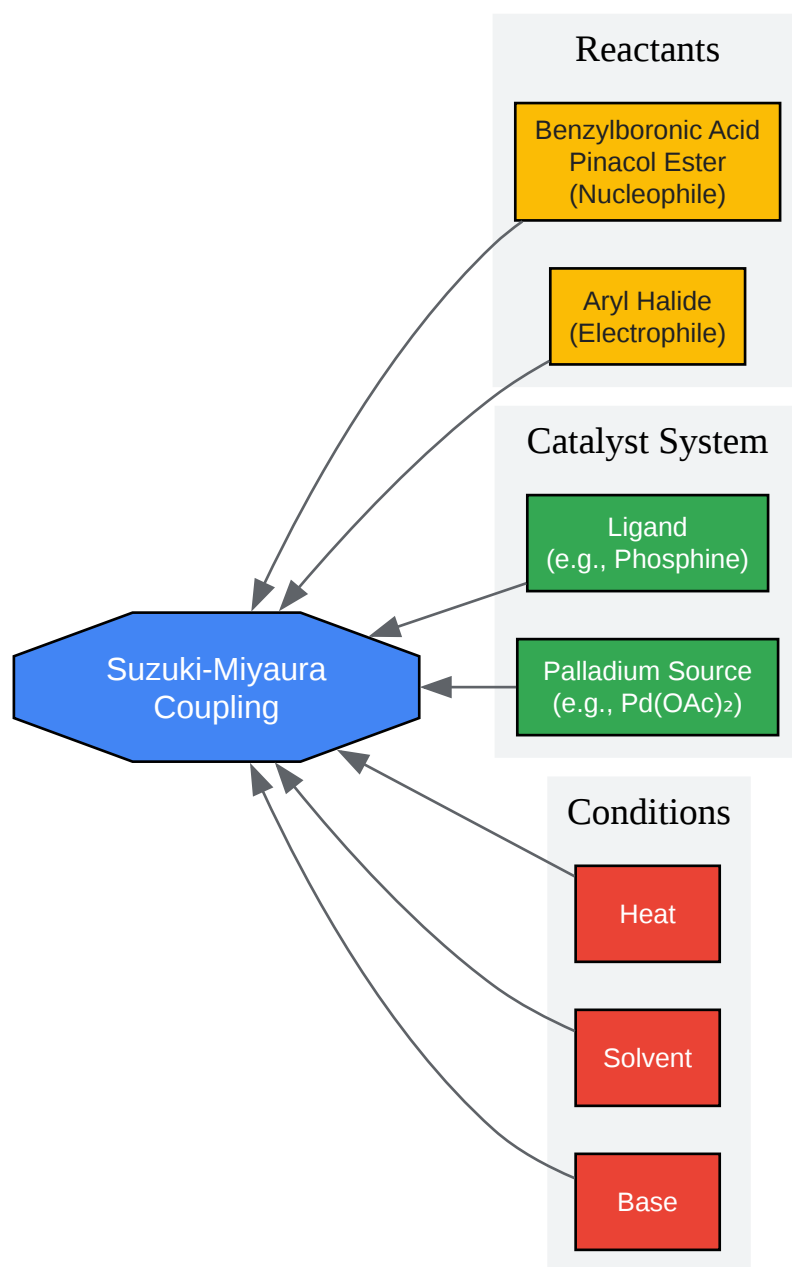 Reactants
Benzylboronic Acid
Pinacol Ester
(Nucleophile)
Aryl Halide
(Electrophile)
Catalyst System
Ligand
(e.g., Phosphine)
Suzuki-Miyaura
Coupling
Palladium Source
(e.g., Pd(OAc)₂)
Conditions
Heat
Solvent
Base